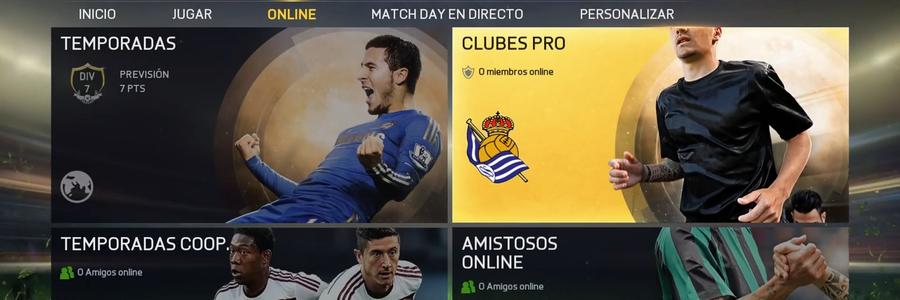 INICIO
JUGAR
ONLINE
MATCH DAY EN DIRECTO
PERSONALIZAR
TEMPORADAS
DIV
7
PREVISIÓN
7 PTS
CLUBES PRO
0 miembros online
TEMPORADAS COOP.
0 Amigos online
AMISTOSOS
ONLINE
0 Amigos online